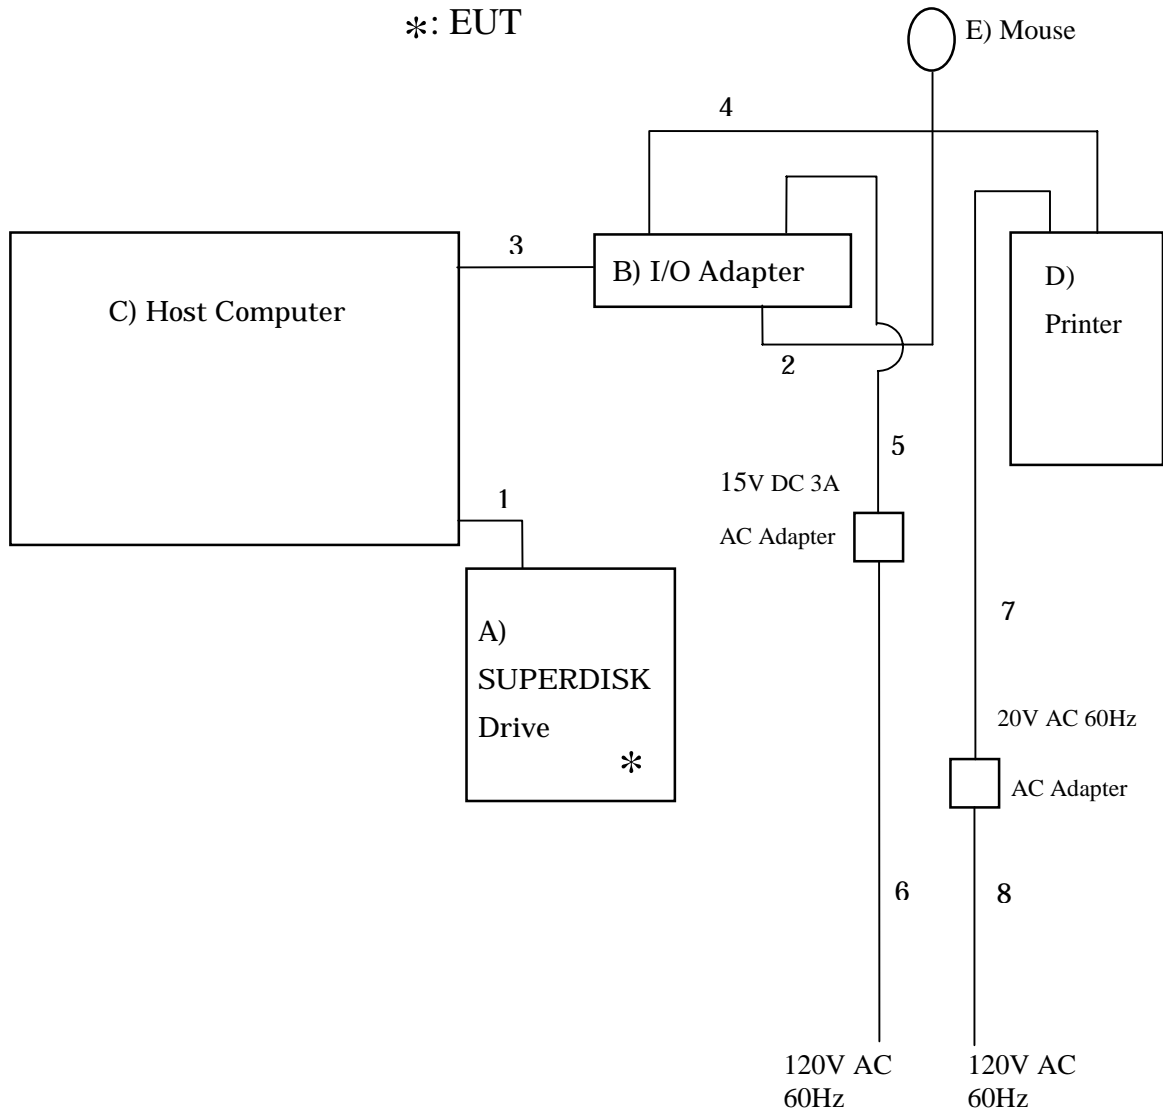 *: EUT
E) Mouse
4
3
B) I/O Adapter
D)
Printer
C) Host Computer
2
5
15V DC 3A
AC Adapter
1
A)
SUPERDISK
Drive
*
7
20V AC 60Hz
AC Adapter
6
8
120V AC
60Hz
120V AC
60Hz